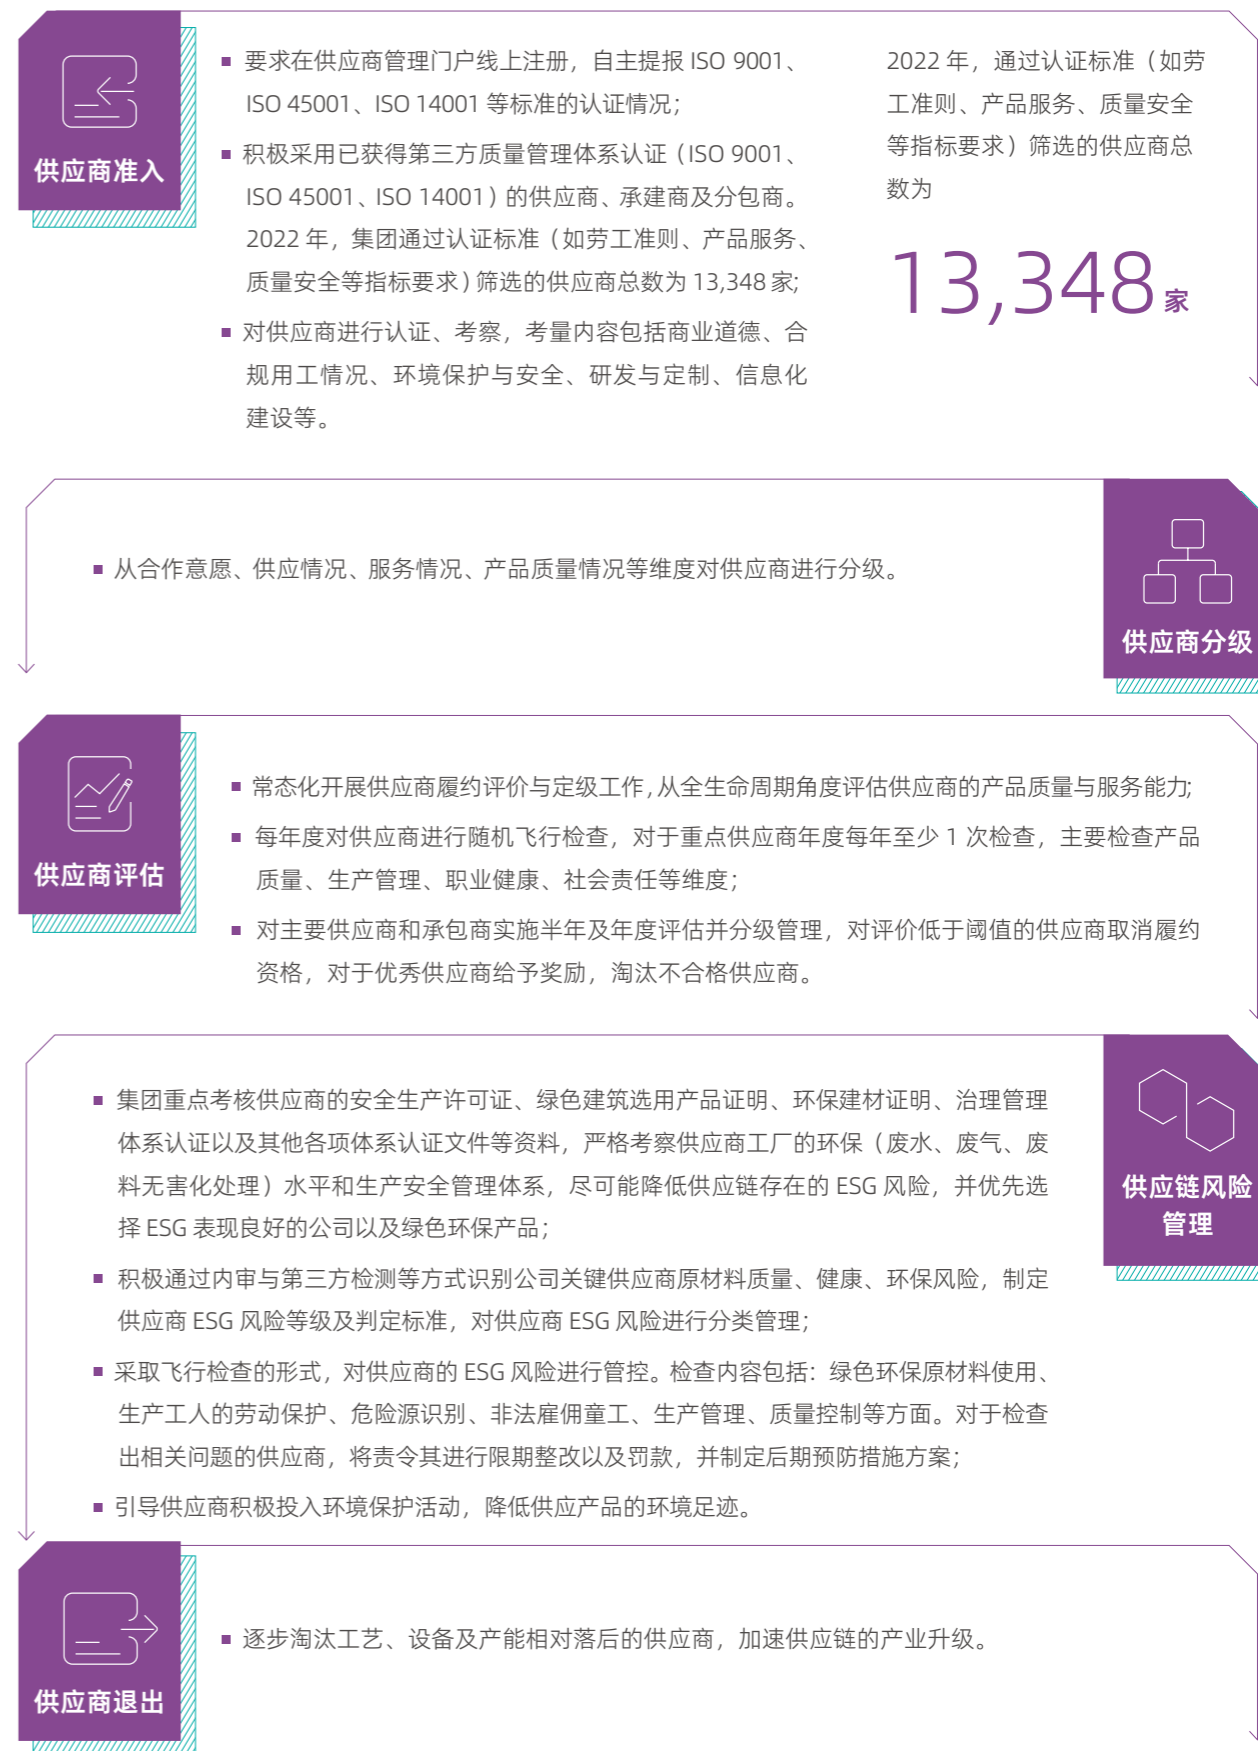 供应商准入
■ 要求在供应商管理门户线上注册，自主提报 ISO 9001、
ISO 45001、ISO 14001 等标准的认证情况；
■ 积极采用已获得第三方质量管理体系认证（ISO 9001、
ISO 45001、ISO 14001）的供应商、承建商及分包商。
2022 年，集团通过认证标准（如劳工准则、产品服务、
质量安全等指标要求）筛选的供应商总数为 13,348 家;
■ 对供应商进行认证、考察，考量内容包括商业道德、合
规用工情况、环境保护与安全、研发与定制、信息化
建设等。
2022 年，通过认证标准（如劳
工准则、产品服务、质量安全
等指标要求）筛选的供应商总
数为
13,348 家
■ 从合作意愿、供应情况、服务情况、产品质量情况等维度对供应商进行分级。
供应商分级
供应商评估
■ 常态化开展供应商履约评价与定级工作，从全生命周期角度评估供应商的产品质量与服务能力;
■ 每年度对供应商进行随机飞行检查，对于重点供应商年度每年至少 1 次检查，主要检查产品
质量、生产管理、职业健康、社会责任等维度；
■ 对主要供应商和承包商实施半年及年度评估并分级管理，对评价低于阈值的供应商取消履约
资格，对于优秀供应商给予奖励，淘汰不合格供应商。
■ 集团重点考核供应商的安全生产许可证、绿色建筑选用产品证明、环保建材证明、治理管理
体系认证以及其他各项体系认证文件等资料，严格考察供应商工厂的环保（废水、废气、废
料无害化处理）水平和生产安全管理体系，尽可能降低供应链存在的 ESG 风险，并优先选
择 ESG 表现良好的公司以及绿色环保产品；
■ 积极通过内审与第三方检测等方式识别公司关键供应商原材料质量、健康、环保风险，制定
供应商 ESG 风险等级及判定标准，对供应商 ESG 风险进行分类管理；
■ 采取飞行检查的形式，对供应商的 ESG 风险进行管控。检查内容包括：绿色环保原材料使用、
生产工人的劳动保护、危险源识别、非法雇佣童工、生产管理、质量控制等方面。对于检查
出相关问题的供应商，将责令其进行限期整改以及罚款，并制定后期预防措施方案；
■ 引导供应商积极投入环境保护活动，降低供应产品的环境足迹。
供应链风险
管理
供应商退出
■ 逐步淘汰工艺、设备及产能相对落后的供应商，加速供应链的产业升级。